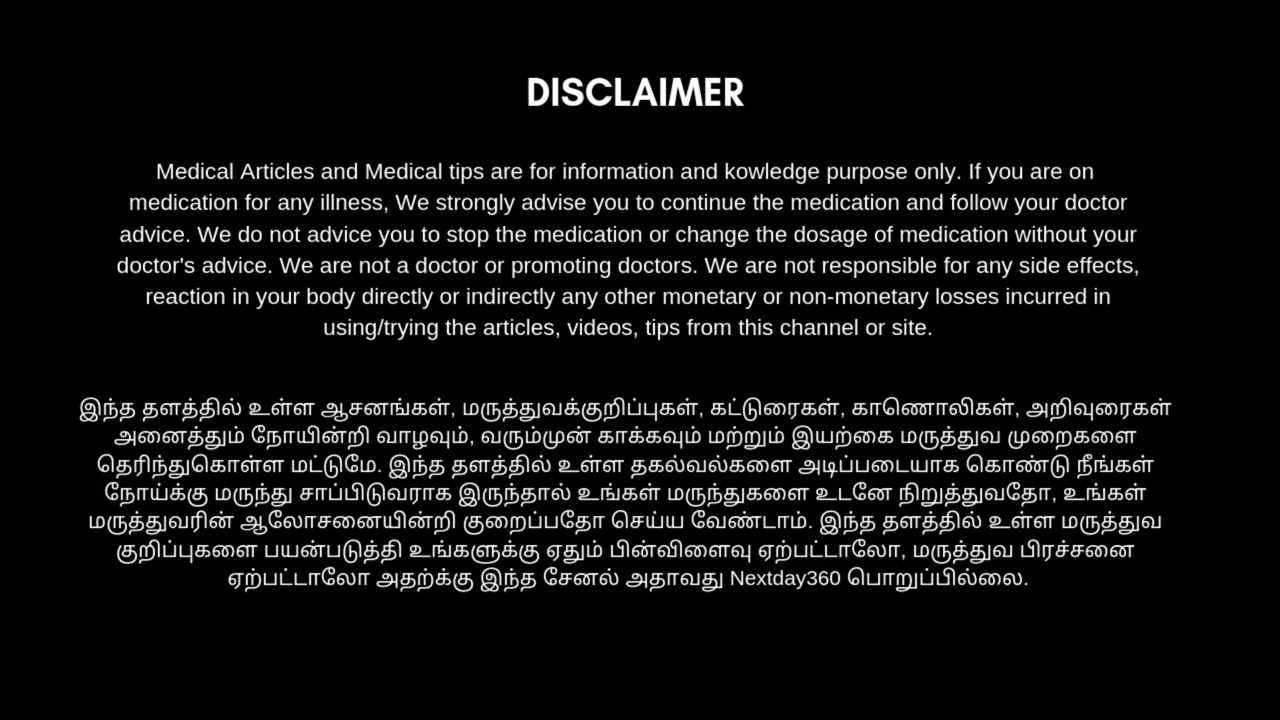 DISCLAIMER
Medical Articles and Medical tips are for information and kowledge purpose only. If you are on
medication for any illness, We strongly advise you to continue the medication and follow your doctor
advice. We do not advice you to stop the medication or change the dosage of medication without your
doctor's advice. We are not a doctor or promoting doctors. We are not responsible for any side effects,
reaction in your body directly or indirectly any other monetary or non-monetary losses incurred in
using/trying the articles, videos, tips from this channel or site.
இந்த தளத்தில் உள்ள ஆசனங்கள், மருத்துவக்குறிப்புகள், கட்டுரைகள், காணொலிகள், அறிவுரைகள்
அனைத்தும் நோயின்றி வாழவும், வரும்முன் காக்கவும் மற்றும் இயற்கை மருத்துவ முறைகளை
தெரிந்துகொள்ள மட்டுமே. இந்த தளத்தில் உள்ள தகல்வல்களை அடிப்படையாக கொண்டு நீங்கள்
நோய்க்கு மருந்து சாப்பிடுவராக இருந்தால் உங்கள் மருந்துகளை உடனே நிறுத்துவதோ, உங்கள்
மருத்துவரின் ஆலோசனையின்றி குறைப்பதோ செய்ய வேண்டாம். இந்த தளத்தில் உள்ள மருத்துவ
குறிப்புகளை பயன்படுத்தி உங்களுக்கு ஏதும் பின்விளைவு ஏற்பட்டாலோ, மருத்துவ பிரச்சனை
ஏற்பட்டாலோ அதற்க்கு இந்த சேனல் அதாவது Nextday360 பொறுப்பில்லை.